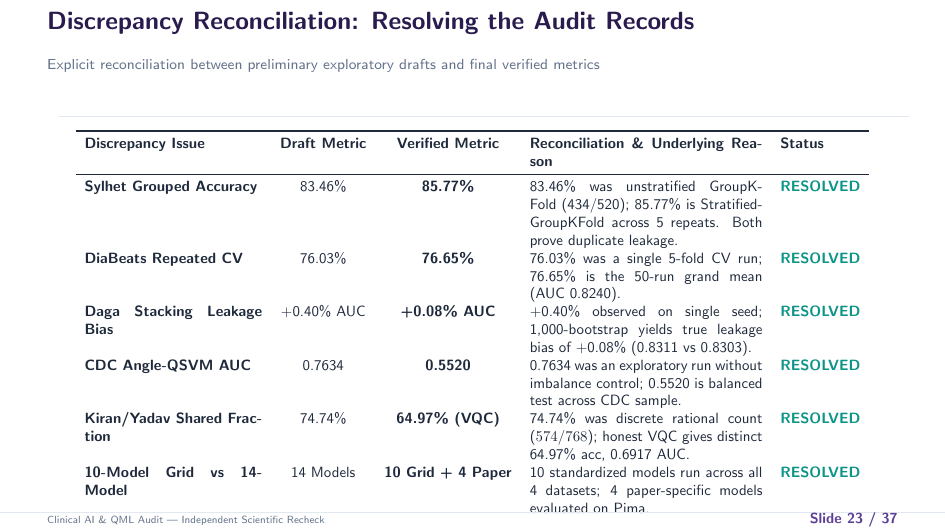 Discrepancy Reconciliation: Resolving the Audit Records
Explicit reconciliation between preliminary exploratory drafts and final verified metrics
Discrepancy Issue Draft Metric Verified Metric Reconciliation & Underlying Rea-
son Status
Sylhet Grouped Accuracy 83.46% 85.77% 83.46% was unstratified GroupK-
Fold (434/520); 85.77% is Stratified-
GroupKFold across 5 repeats. Both
prove duplicate leakage.
RESOLVED
DiaBeats Repeated CV 76.03% 76.65% 76.03% was a single 5-fold CV run;
76.65% is the 50-run grand mean
(AUC 0.8240).
RESOLVED
Daga Stacking Leakage
Bias
+0.40% AUC +0.08% AUC +0.40% observed on single seed;
1,000-bootstrap yields true leakage
bias of +0.08% (0.8311 vs 0.8303).
RESOLVED
CDC Angle-QSVM AUC 0.7634 0.5520 0.7634 was an exploratory run without
imbalance control; 0.5520 is balanced
test across CDC sample.
RESOLVED
Kiran/Yadav Shared Frac-
tion
74.74% 64.97% (VQC) 74.74% was discrete rational count
(574/768); honest VQC gives distinct
64.97% acc, 0.6917 AUC.
RESOLVED
10-Model Grid vs 14-
Model
14 Models 10 Grid + 4 Paper 10 standardized models run across all
4 datasets; 4 paper-specific models
evaluated on Pima.
RESOLVED
Clinical AI & QML Audit — Independent Scientific Recheck
Slide 23 / 37